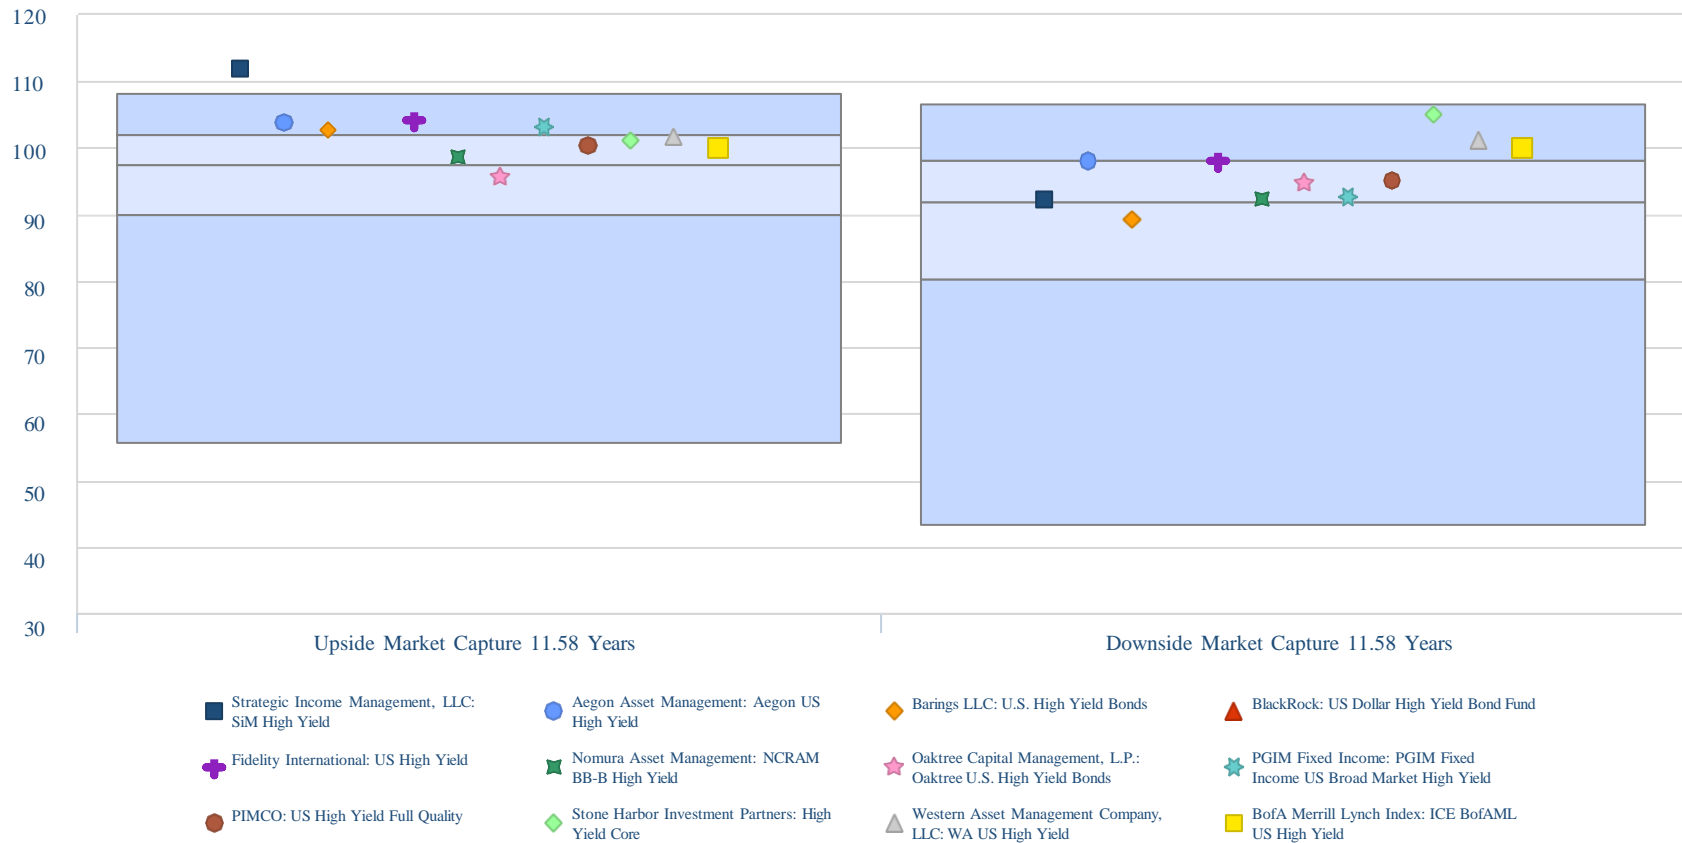 120
110
100
90
80
70
60
50
40
30
Upside Market Capture 11.58 Years
Downside Market Capture 11.58 Years
Strategic Income Management, LLC:
SiM High Yield
Aegon Asset Management: Aegon US
High Yield
Barings LLC: U.S. High Yield Bonds
BlackRock: US Dollar High Yield Bond Fund
Fidelity International: US High Yield
Nomura Asset Management: NCRAM
BB-B High Yield
Oaktree Capital Management, L.P.:
Oaktree U.S. High Yield Bonds
PGIM Fixed Income: PGIM Fixed
Income US Broad Market High Yield
PIMCO: US High Yield Full Quality
Stone Harbor Investment Partners: High
Yield Core
Western Asset Management Company,
LLC: WA US High Yield
BofA Merrill Lynch Index: ICE BofAML
US High Yield